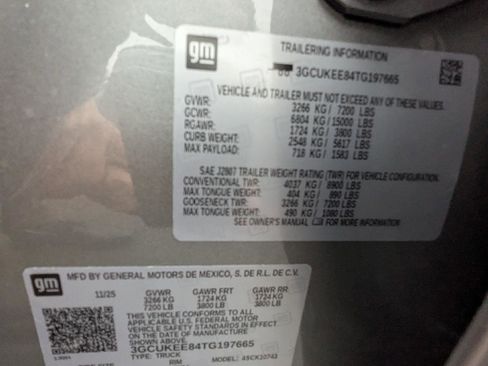 gm
TRAILERING INFORMATION
3GCUKEE84TG197665
VEHICLE AND TRAILER MUST NOT EXCEED ANY OF THESE VALUES.
GVWR: 3266 KG / 7200 LBS
GCWR: 6804 KG / 15000 LBS
RGAWR: 1724 KG / 3800 LBS
CURB WEIGHT: 2548 KG / 5617 LBS
MAX PAYLOAD: 718 KG / 1583 LBS
SAE J2807 TRAILER WEIGHT RATING (TWR) FOR VEHICLE CONFIGURATION.
CONVENTIONAL TWR: 4037 KG / 8900 LBS
MAX TONGUE WEIGHT: 404 KG / 890 LBS
GOOSENECK TWR: 3266 KG / 7200 LBS
MAX TONGUE WEIGHT: 490 KG / 1080 LBS
SEE OWNER'S MANUAL FOR MORE INFORMATION
gm
MFD BY GENERAL MOTORS DE MEXICO, S. DE R.L. DE C.V.
11/25 GVWR GAWR FRT GAWR RR
3266 KG 1724 KG 1724 KG
7200 LB 3800 LB 3800 LB
THIS VEHICLE CONFORMS TO ALL
APPLICABLE U.S. FEDERAL MOTOR
VEHICLE SAFETY STANDARDS IN EFFECT
ON THE DATE OF MANUFACTURE
SHOWN ABOVE.
3GCUKEE84TG197665
TYPE: TRUCK MODEL: 4SCK10743
RIM